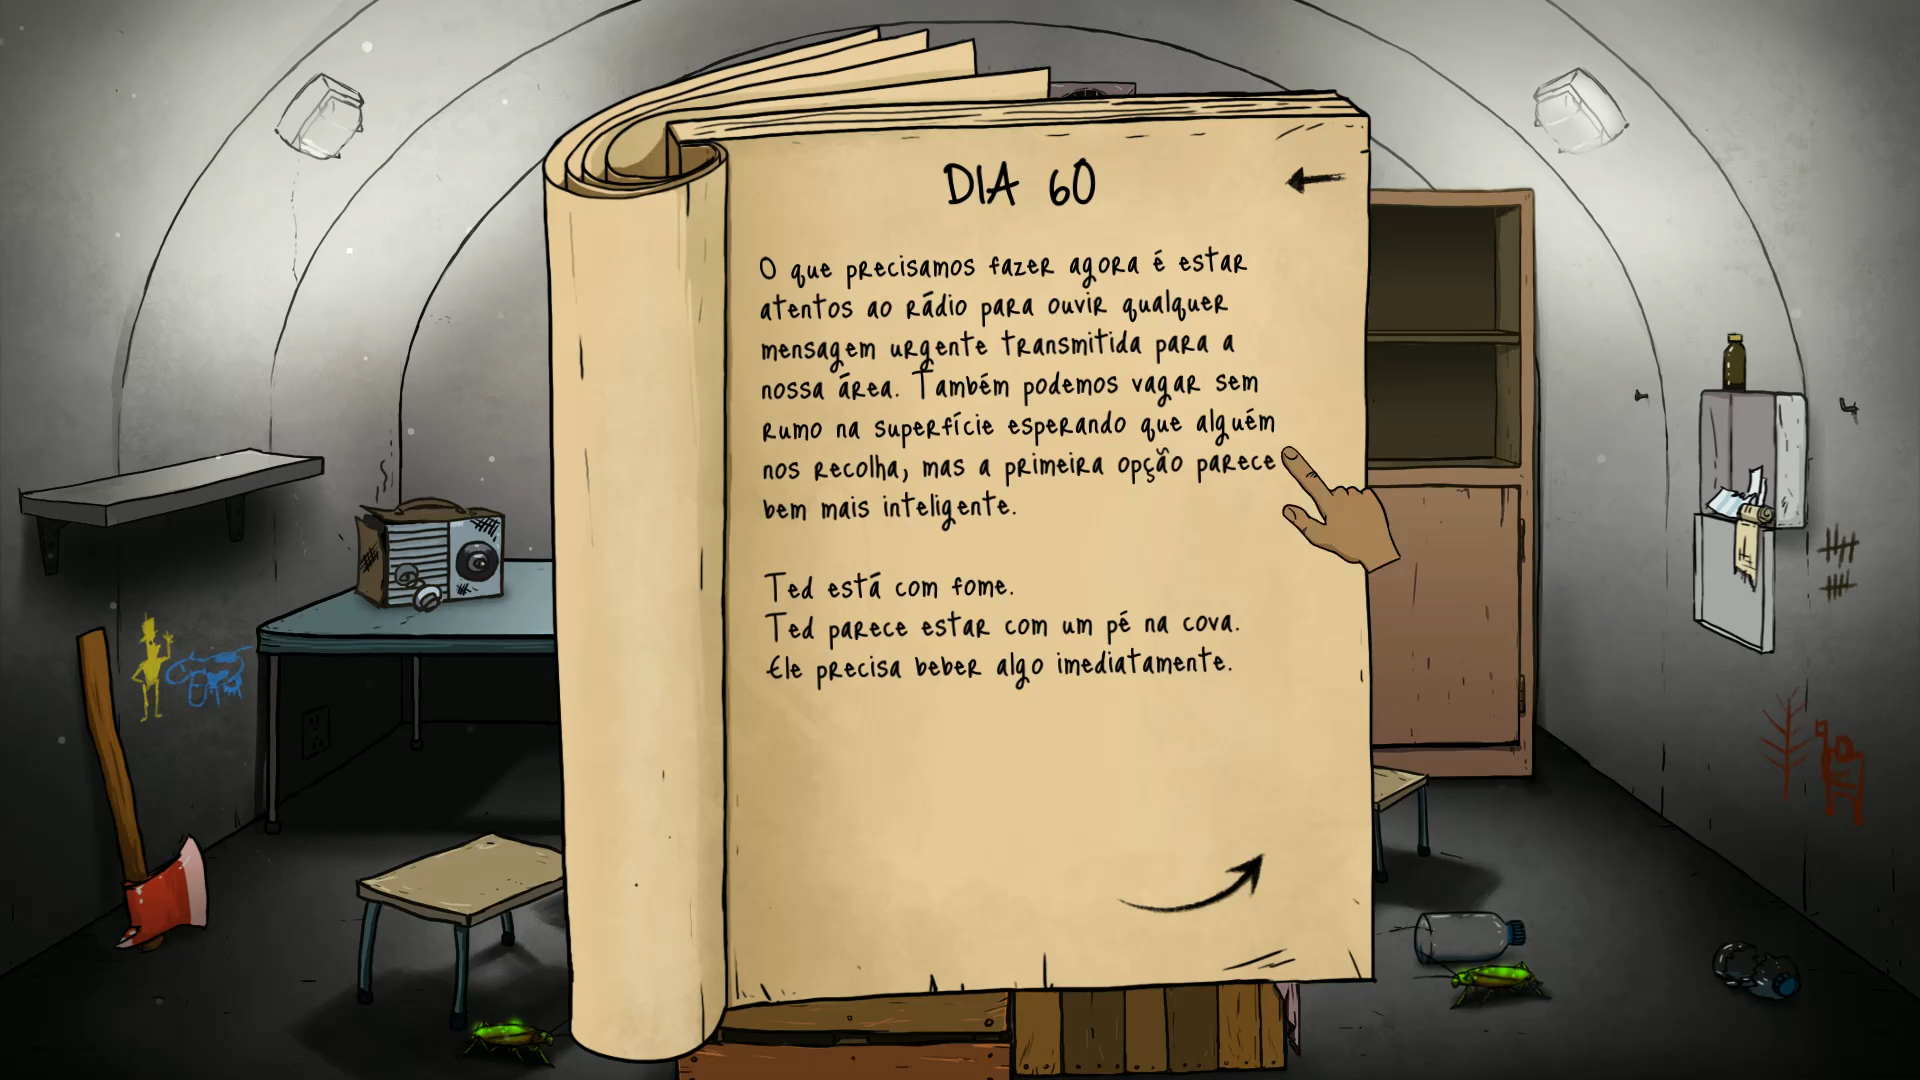 DIA 60
O que precisamos fazer agora é estar
atentos ao rádio para ouvir qualquer
mensagem urgente transmitida para a
nossa área. Também podemos vagar sem
rumo na superfície esperando que alguém
nos recolha, mas a primeira opção parece
bem mais inteligente.
Ted está com fome.
Ted parece estar com um pé na cova.
Ele precisa beber algo imediatamente.